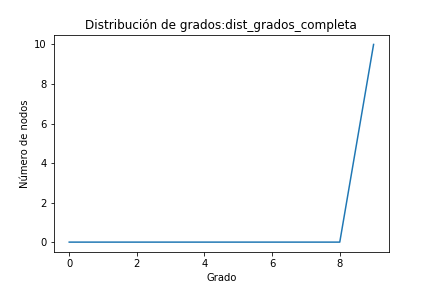 Distribución de grados:dist_grados_completa
10
8
6
4
2
0
Número de nodos
0 2 4 6 8
Grado